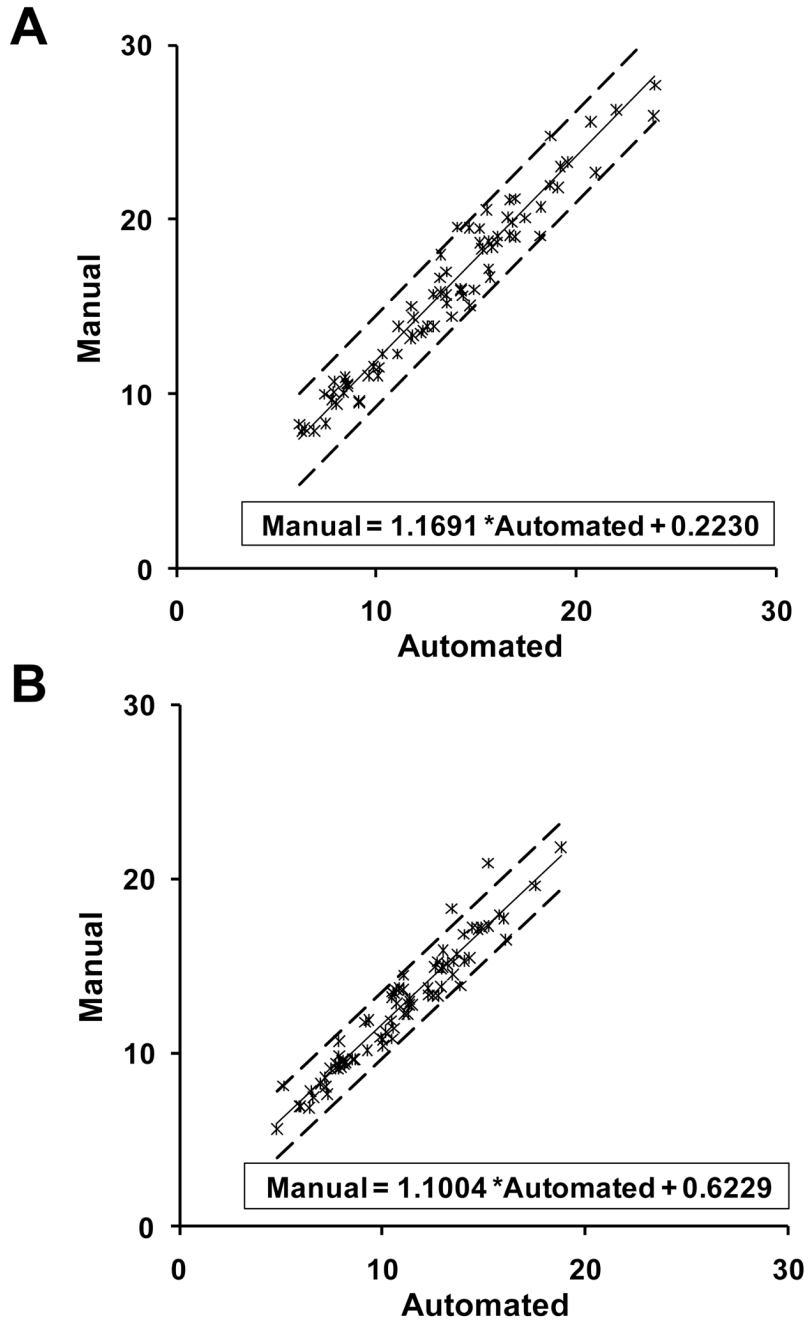 A
30
20
Manual
10
Manual = 1.1691 *Automated + 0.2230
0
0 10 20 30
Automated
B
30
20
Manual
10
Manual = 1.1004 *Automated + 0.6229
0
0 10 20 30
Automated